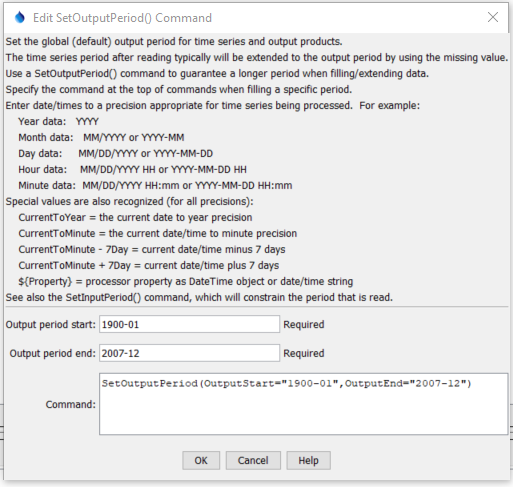 Edit SetOutputPeriod() Command
Set the global (default) output period for time series and output products.
The time series period after reading typically will be extended to the output period by using the missing value.
Use a SetOutputPeriod() command to guarantee a longer period when filling/extending data.
Specify the command at the top of commands when filling a specific period.
Enter date/times to a precision appropriate for time series being processed.  For example:
Year data:   YYYY
Month data:   MM/YYYY or YYYY-MM
Day data:     MM/DD/YYYY or YYYY-MM-DD
Hour data:    MM/DD/YYYY HH or YYYY-MM-DD HH
Minute data:  MM/DD/YYYY HH:mm or YYYY-MM-DD HH:mm
Special values are also recognized (for all precisions):
CurrentToYear = the current date to year precision
CurrentToMinute = the current date/time to minute precision
CurrentToMinute - 7Day = current date/time minus 7 days
CurrentToMinute + 7Day = current date/time plus 7 days
${Property} = processor property as DateTime object or date/time string
See also the SetInputPeriod() command, which will constrain the period that is read.
Output period start: 1900-01 Required
Output period end: 2007-12 Required
Command: SetOutputPeriod(OutputStart="1900-01",OutputEnd="2007-12")
OK Cancel Help